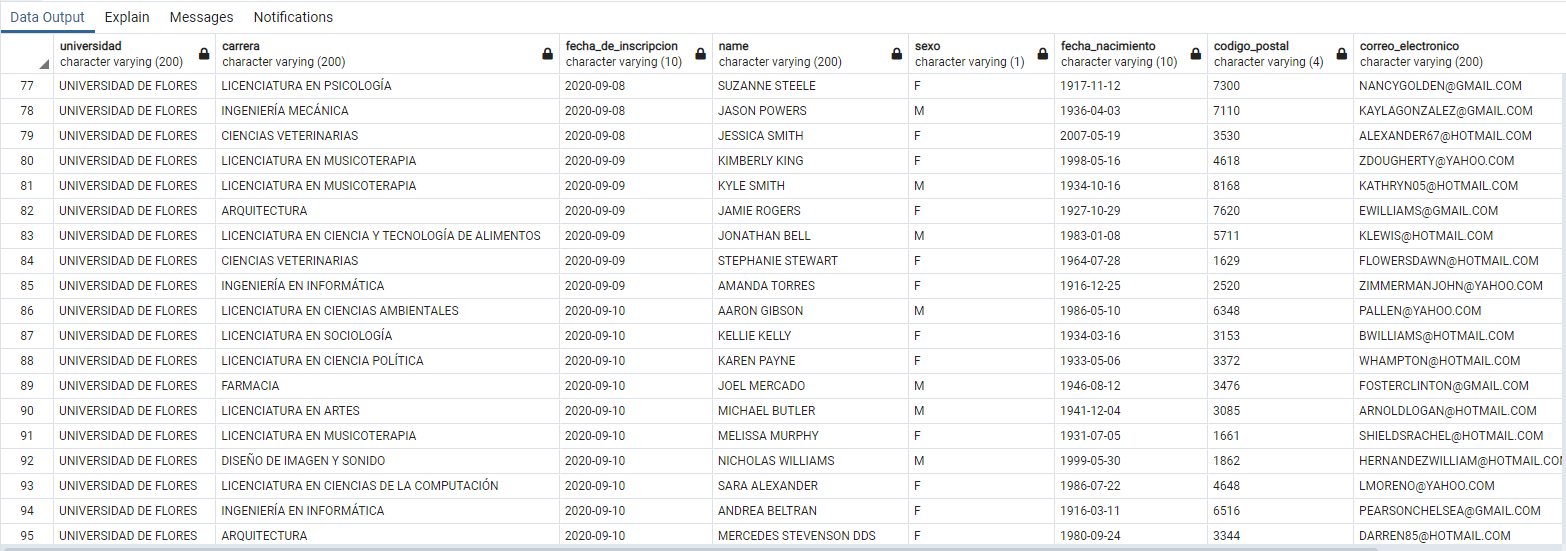 Data Output Explain Messages Notifications
universidad carrera fecha_de_inscripcion name sexo fecha_nacimiento codigo_postal correo_electronico
character varying (200) character varying (200) character varying (10) character varying (200) character varying (1) character varying (10) character varying (4) character varying (200)
77 UNIVERSIDAD DE FLORES LICENCIATURA EN PSICOLOGÍA 2020-09-08 SUZANNE STEELE F 1917-11-12 7300 NANCYGOLDEN@GMAIL.COM
78 UNIVERSIDAD DE FLORES INGENIERÍA MECÁNICA 2020-09-08 JASON POWERS M 1936-04-03 7110 KAYLAGONZALEZ@GMAIL.COM
79 UNIVERSIDAD DE FLORES CIENCIAS VETERINARIAS 2020-09-08 JESSICA SMITH F 2007-05-19 3530 ALEXANDER67@HOTMAIL.COM
80 UNIVERSIDAD DE FLORES LICENCIATURA EN MUSICOTERAPIA 2020-09-09 KIMBERLY KING F 1998-05-16 4618 ZDOUGHERTY@YAHOO.COM
81 UNIVERSIDAD DE FLORES LICENCIATURA EN MUSICOTERAPIA 2020-09-09 KYLE SMITH M 1934-10-16 8168 KATHRYN05@HOTMAIL.COM
82 UNIVERSIDAD DE FLORES ARQUITECTURA 2020-09-09 JAMIE ROGERS F 1927-10-29 7620 EWILLIAMS@GMAIL.COM
83 UNIVERSIDAD DE FLORES LICENCIATURA EN CIENCIA Y TECNOLOGÍA DE ALIMENTOS 2020-09-09 JONATHAN BELL M 1983-01-08 5711 KLEWIS@HOTMAIL.COM
84 UNIVERSIDAD DE FLORES CIENCIAS VETERINARIAS 2020-09-09 STEPHANIE STEWART F 1964-07-28 1629 FLOWERSDAWN@HOTMAIL.COM
85 UNIVERSIDAD DE FLORES INGENIERÍA EN INFORMÁTICA 2020-09-09 AMANDA TORRES F 1916-12-25 2520 ZIMMERMANJOHN@YAHOO.COM
86 UNIVERSIDAD DE FLORES LICENCIATURA EN CIENCIAS AMBIENTALES 2020-09-10 AARON GIBSON M 1986-05-10 6348 PALLEN@YAHOO.COM
87 UNIVERSIDAD DE FLORES LICENCIATURA EN SOCIOLOGÍA 2020-09-10 KELLIE KELLY F 1934-03-16 3153 BWILLIAMS@HOTMAIL.COM
88 UNIVERSIDAD DE FLORES LICENCIATURA EN CIENCIA POLÍTICA 2020-09-10 KAREN PAYNE F 1933-05-06 3372 WHAMPTON@HOTMAIL.COM
89 UNIVERSIDAD DE FLORES FARMACIA 2020-09-10 JOEL MERCADO M 1946-08-12 3476 FOSTERCLINTON@GMAIL.COM
90 UNIVERSIDAD DE FLORES LICENCIATURA EN ARTES 2020-09-10 MICHAEL BUTLER M 1941-12-04 3085 ARNOLDLOGAN@HOTMAIL.COM
91 UNIVERSIDAD DE FLORES LICENCIATURA EN MUSICOTERAPIA 2020-09-10 MELISSA MURPHY F 1931-07-05 1661 SHIELDSRACHEL@HOTMAIL.COM
92 UNIVERSIDAD DE FLORES DISEÑO DE IMAGEN Y SONIDO 2020-09-10 NICHOLAS WILLIAMS M 1999-05-30 1862 HERNANDEZWILLIAM@HOTMAIL.CO
93 UNIVERSIDAD DE FLORES LICENCIATURA EN CIENCIAS DE LA COMPUTACIÓN 2020-09-10 SARA ALEXANDER F 1986-07-22 4648 LMORENO@YAHOO.COM
94 UNIVERSIDAD DE FLORES INGENIERÍA EN INFORMÁTICA 2020-09-10 ANDREA BELTRAN F 1916-03-11 6516 PEARSONCHELSEA@GMAIL.COM
95 UNIVERSIDAD DE FLORES ARQUITECTURA 2020-09-10 MERCEDES STEVENSON DDS F 1980-09-24 3344 DARREN85@HOTMAIL.COM